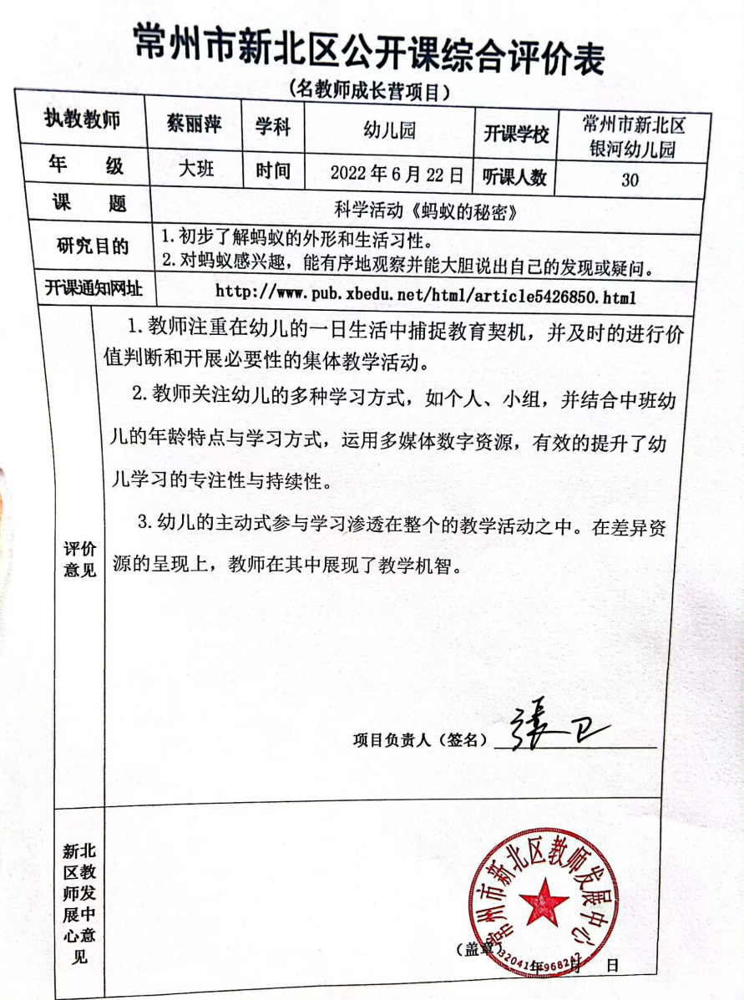 常州市新北区公开课综合评价表
(名教师成长营项目)
执教教师 蔡丽萍 学科 幼儿园 开课学校 常州市新北区
银河幼儿园
年 级 大班 时间 2022年6月22日 听课人数 30
课 题 科学活动《蚂蚁的秘密》
研究目的 1.初步了解蚂蚁的外形和生活习性。
2.对蚂蚁感兴趣，能有序地观察并能大胆说出自己的发现或疑问。
开课通知网址 http://www.pub.xbedu.net/html/article5426850.html
1.教师注重在幼儿的一日生活中捕捉教育契机，并及时的进行价
值判断和开展必要性的集体教学活动。
2.教师关注幼儿的多种学习方式，如个人、小组，并结合中班幼
儿的年龄特点与学习方式，运用多媒体数字资源，有效的提升了幼
儿学习的专注性与持续性。
3.幼儿的主动式参与学习渗透在整个的教学活动之中。在差异资
评价
意见
源的呈现上，教师在其中展现了教学机智。
项目负责人（签名）張卫
新北
区教
师发
展中
心意
见
常州市新北区教师发展中心
（盖章）
年 月 日